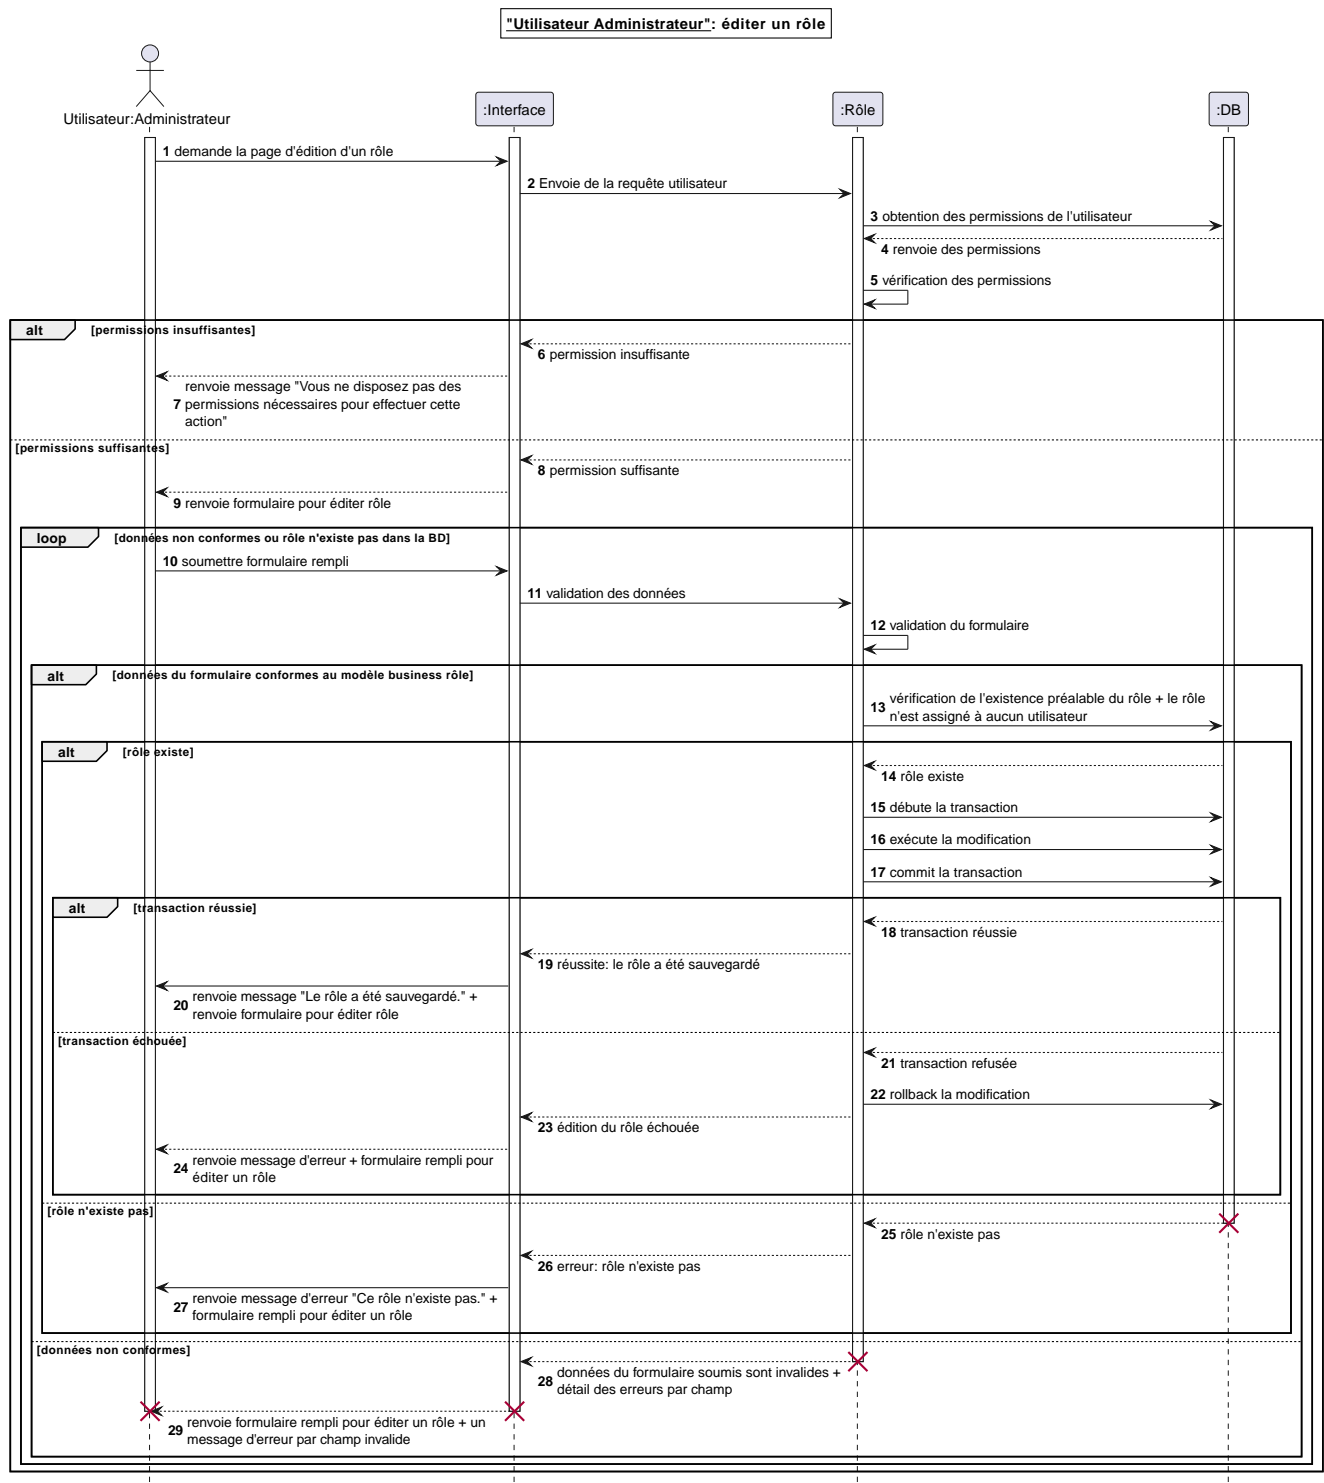 "Utilisateur Administrateur": éditer un rôle
Utilisateur:Administrateur
:Interface
:Rôle
:DB
1 demande la page d'édition d'un rôle
2 Envoie de la requête utilisateur
3 obtention des permissions de l'utilisateur
4 renvoie des permissions
5 vérification des permissions
alt [permissions insuffisantes]
6 permission insuffisante
renvoie message "Vous ne disposez pas des
7 permissions nécessaires pour effectuer cette
action"
[permissions suffisantes]
8 permission suffisante
9 renvoie formulaire pour éditer rôle
loop [données non conformes ou rôle n'existe pas dans la BD]
10 soumettre formulaire rempli
11 validation des données
12 validation du formulaire
alt [données du formulaire conformes au modèle business rôle]
13 vérification de l'existence préalable du rôle + le rôle
n'est assigné à aucun utilisateur
alt [rôle existe]
14 rôle existe
15 débute la transaction
16 exécute la modification
17 commit la transaction
alt [transaction réussie]
18 transaction réussie
19 réussite: le rôle a été sauvegardé
20 renvoie message "Le rôle a été sauvegardé." +
renvoie formulaire pour éditer rôle
[transaction échouée]
21 transaction refusée
22 rollback la modification
23 édition du rôle échouée
24 renvoie message d'erreur + formulaire rempli pour
éditer un rôle
[rôle n'existe pas]
25 rôle n'existe pas
26 erreur: rôle n'existe pas
27 renvoie message d'erreur "Ce rôle n'existe pas." +
formulaire rempli pour éditer un rôle
[données non conformes]
28 données du formulaire soumis sont invalides +
détail des erreurs par champ
29 renvoie formulaire rempli pour éditer un rôle + un
message d'erreur par champ invalide